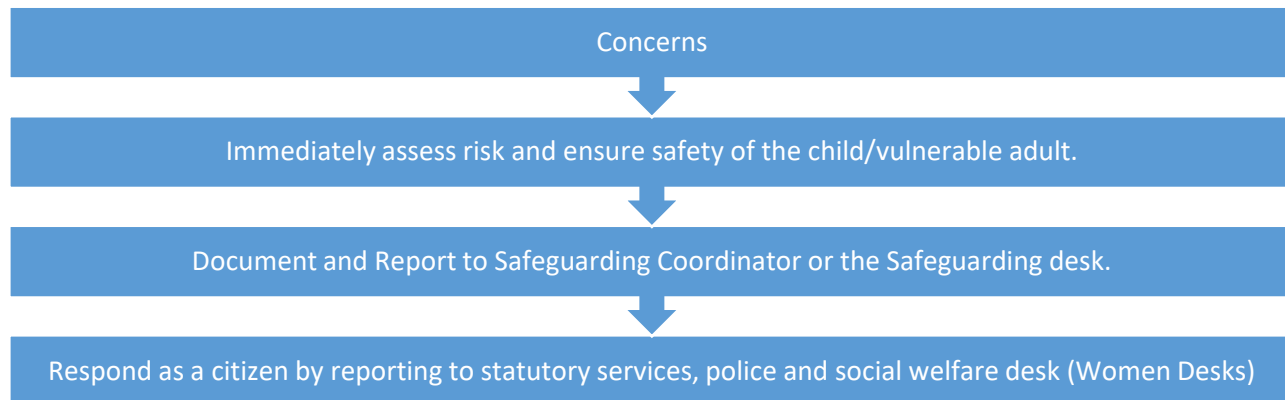 Concerns
Immediately assess risk and ensure safety of the child/vulnerable adult.
Document and Report to Safeguarding Coordinator or the Safeguarding desk.
Respond as a citizen by reporting to statutory services, police and social welfare desk (Women Desks)